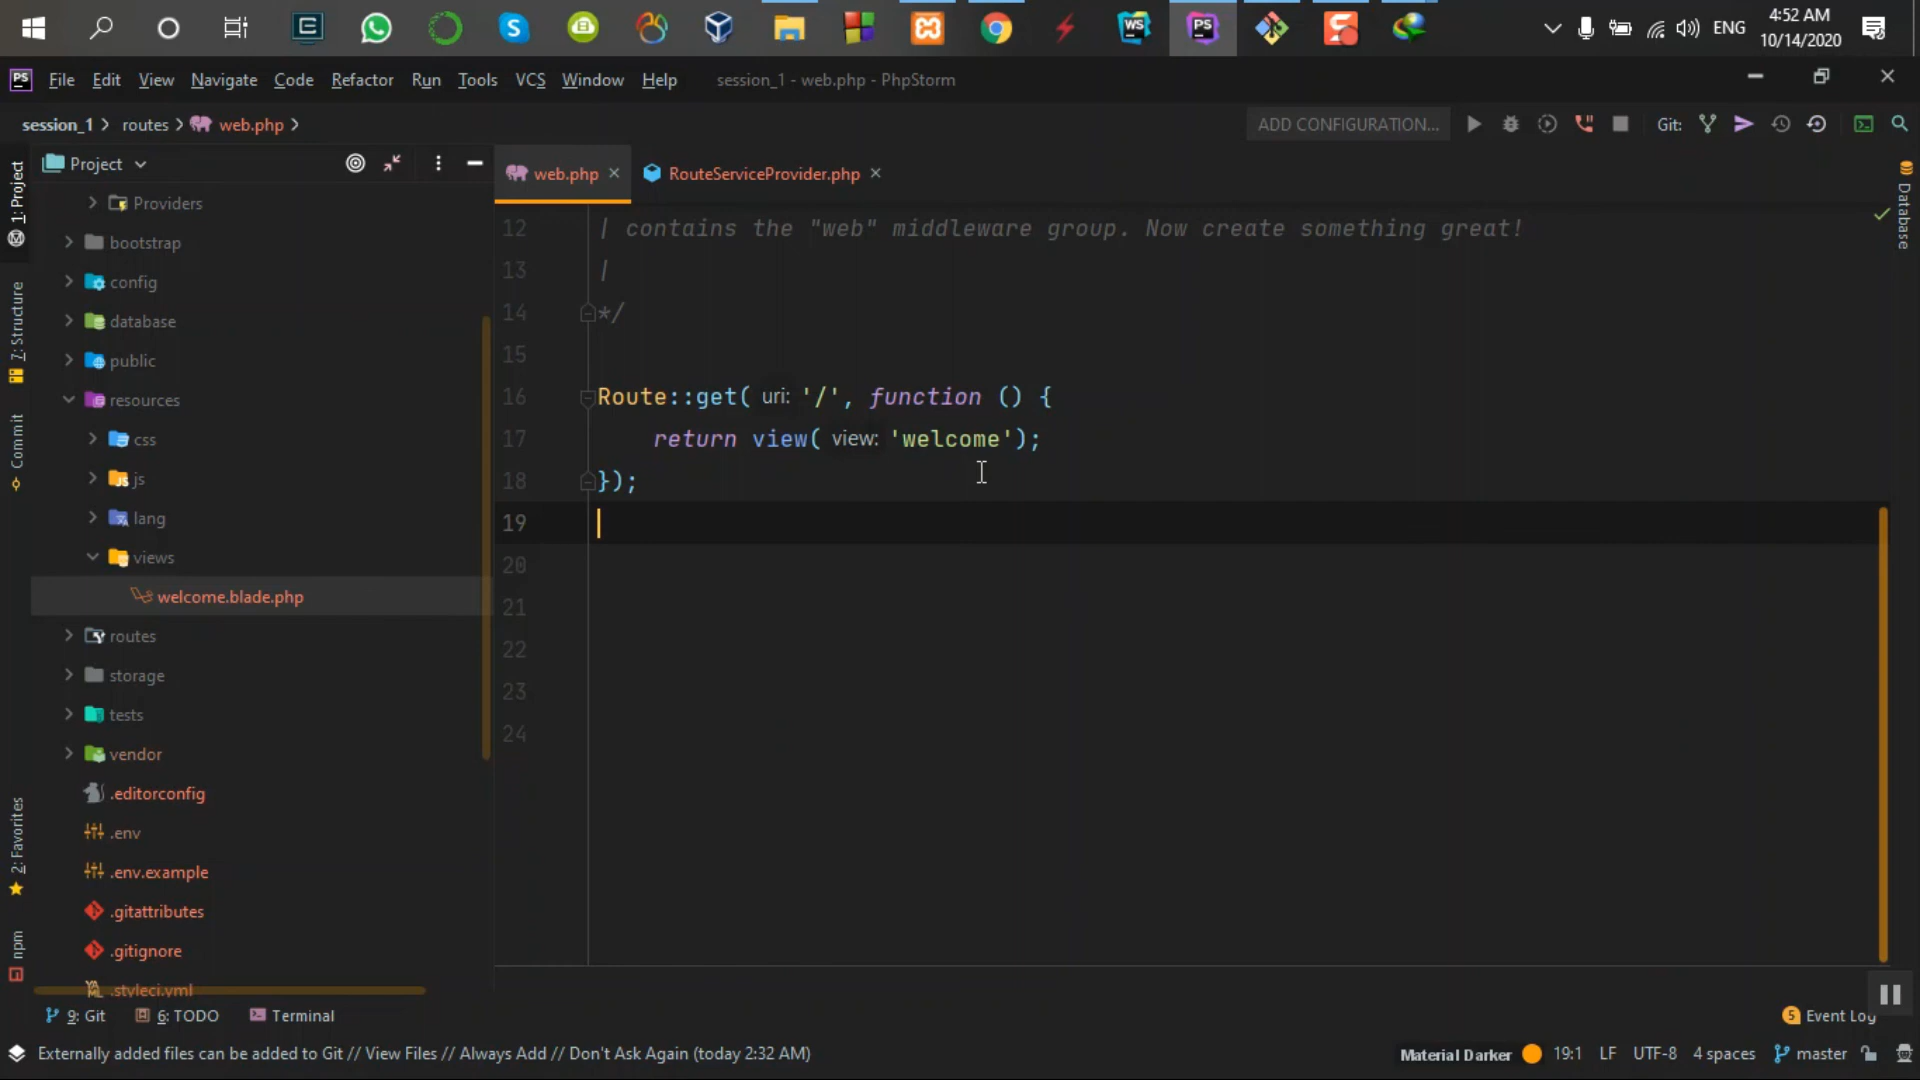 ENG
4:52 AM
10/14/2020
PS
File Edit View Navigate Code Refactor Run Tools VCS Window Help
session_1 - web.php - PhpStorm
session_1 routes web.php
ADD CONFIGURATION...
Git:
1: Project
7: Structure
Commit
2: Favorites
npm
Project
Providers
bootstrap
config
database
public
resources
css
js
lang
views
welcome.blade.php
routes
storage
tests
vendor
.editorconfig
.env
.env.example
.gitattributes
.gitignore
.styleci.yml
web.php
RouteServiceProvider.php
12 | contains the "web" middleware group. Now create something great!
13 |
14 */
15
16 Route::get( uri: '/', function () {
17 return view( view: 'welcome');
18 });
19
20
21
22
23
24
Database
9: Git 6: TODO Terminal
5 Event Log
Externally added files can be added to Git // View Files // Always Add // Don't Ask Again (today 2:32 AM)
Material Darker 19:1 LF UTF-8 4 spaces master